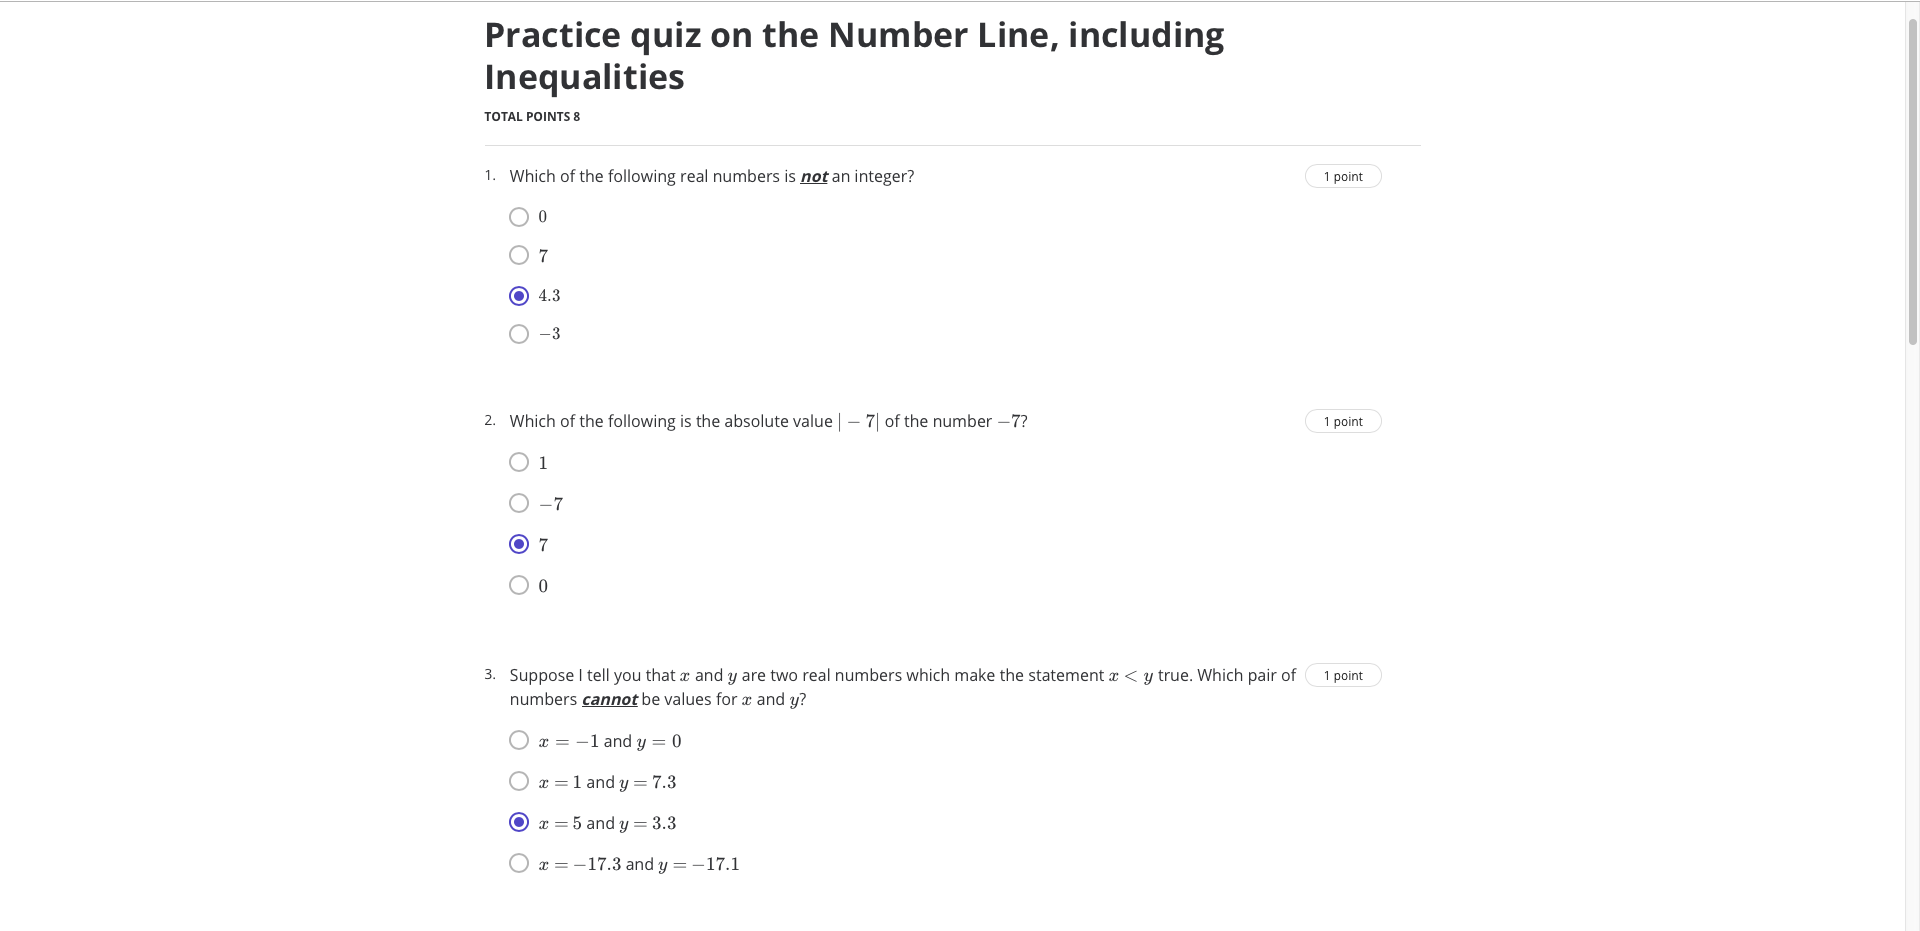 Practice quiz on the Number Line, including
Inequalities
TOTAL POINTS 8
1. Which of the following real numbers is not an integer? 1 point
0
7
4.3
−3
2. Which of the following is the absolute value | − 7| of the number −7? 1 point
1
−7
7
0
3. Suppose I tell you that x and y are two real numbers which make the statement x < y true. Which pair of 1 point
numbers cannot be values for x and y?
x = −1 and y = 0
x = 1 and y = 7.3
x = 5 and y = 3.3
x = −17.3 and y = −17.1